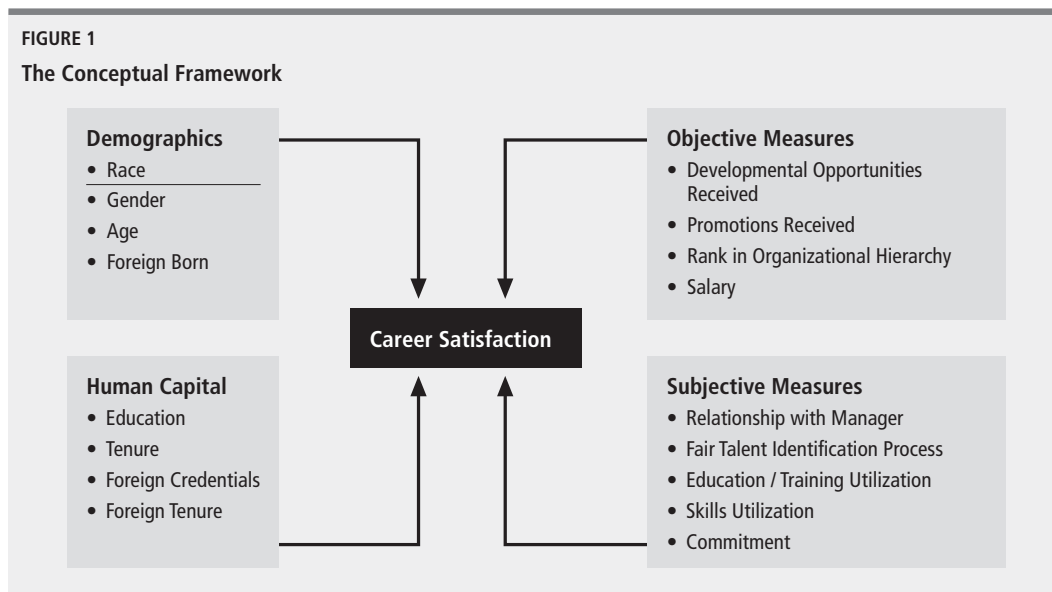 FIGURE 1
The Conceptual Framework
Demographics
• Race
• Gender
• Age
• Foreign Born
Objective Measures
• Developmental Opportunities
Received
• Promotions Received
• Rank in Organizational Hierarchy
• Salary
Career Satisfaction
Human Capital
• Education
• Tenure
• Foreign Credentials
• Foreign Tenure
Subjective Measures
• Relationship with Manager
• Fair Talent Identification Process
• Education / Training Utilization
• Skills Utilization
• Commitment